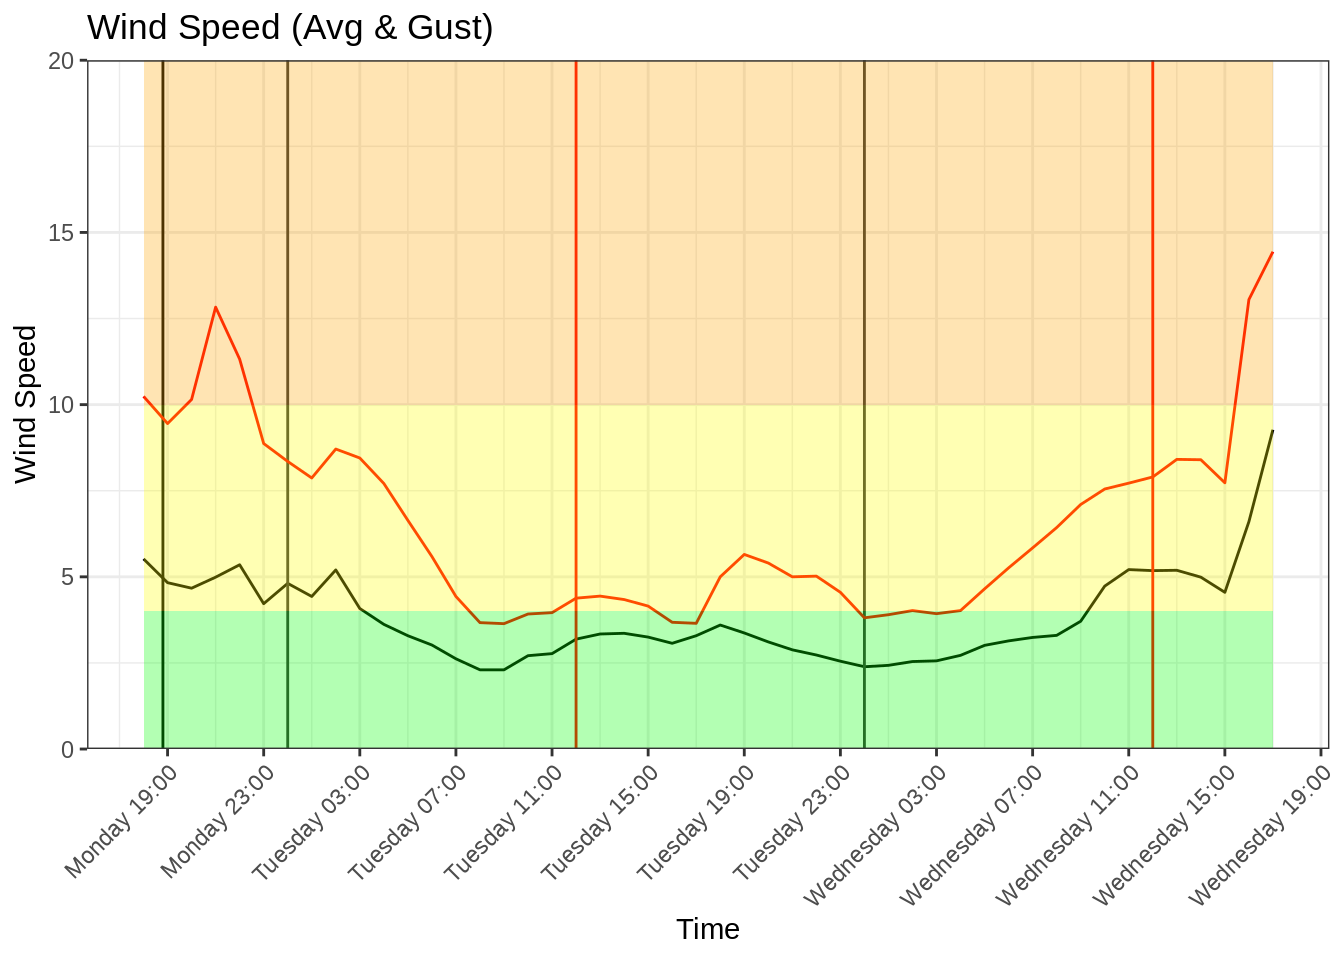 Wind Speed (Avg & Gust)
20
15
10
5
0
Wind Speed
Monday 19:00
Monday 23:00
Tuesday 03:00
Tuesday 07:00
Tuesday 11:00
Tuesday 15:00
Tuesday 19:00
Tuesday 23:00
Wednesday 03:00
Wednesday 07:00
Wednesday 11:00
Wednesday 15:00
Wednesday 19:00
Time